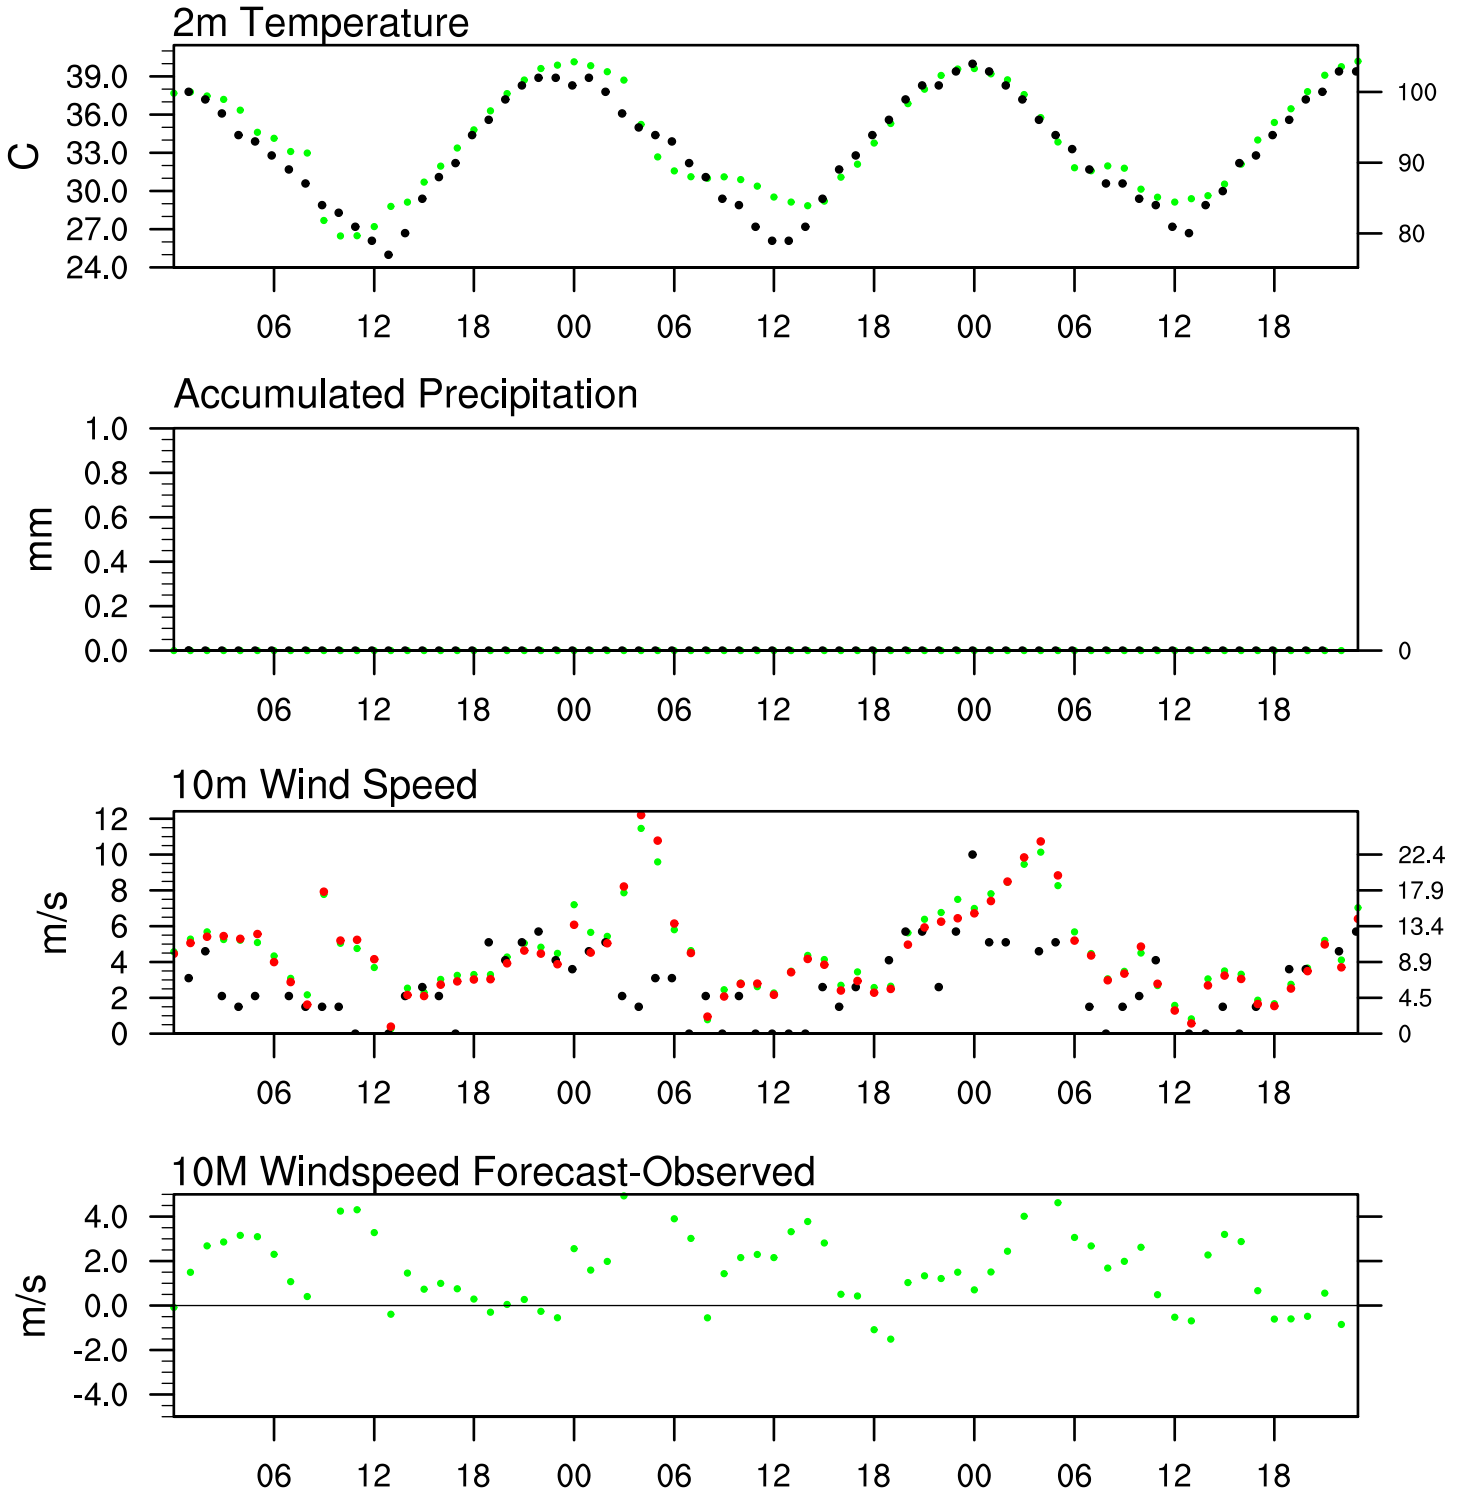 2m Temperature
39.0
36.0
33.0
30.0
27.0
24.0
C
100
90
80
06 12 18 00 06 12 18 00 06 12 18
Accumulated Precipitation
1.0
0.8
0.6
0.4
0.2
0.0
mm
0
06 12 18 00 06 12 18 00 06 12 18
10m Wind Speed
12
10
8
6
4
2
0
m/s
22.4
17.9
13.4
8.9
4.5
0
06 12 18 00 06 12 18 00 06 12 18
10M Windspeed Forecast-Observed
4.0
2.0
0.0
-2.0
-4.0
m/s
06 12 18 00 06 12 18 00 06 12 18